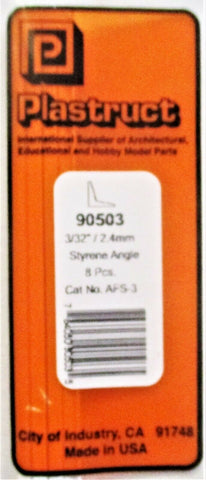 Plastruct
International Supplier of Architectural,
Educational and Hobby Model Parts
90503
3/32" / 2.4mm
Styrene Angle
8 Pcs.
Cat No. AFS-3
City of Industry, CA 91748
Made in USA